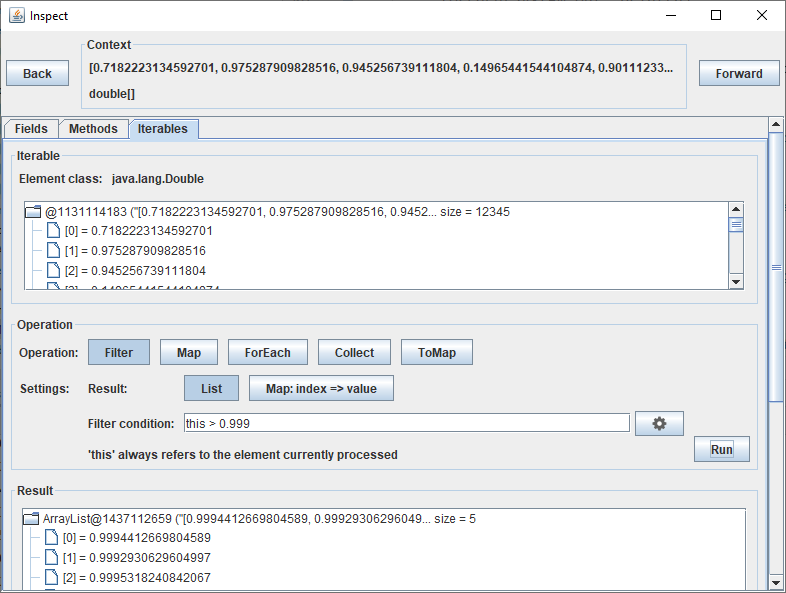 Inspect
Context
Back
[0.7182223134592701, 0.975287909828516, 0.945256739111804, 0.14965441544104874, 0.90111233...
Forward
double[]
Fields Methods Iterables
Iterable
Element class: java.lang.Double
@1131114183 ("[0.7182223134592701, 0.975287909828516, 0.9452... size = 12345
[0] = 0.7182223134592701
[1] = 0.975287909828516
[2] = 0.945256739111804
Operation
Operation: Filter Map ForEach Collect ToMap
Settings: Result: List Map: index => value
Filter condition: this > 0.999
'this' always refers to the element currently processed
Run
Result
ArrayList@1437112659 ("[0.9994412669804589, 0.99929306296049... size = 5
[0] = 0.9994412669804589
[1] = 0.9992930629604997
[2] = 0.9995318240842067